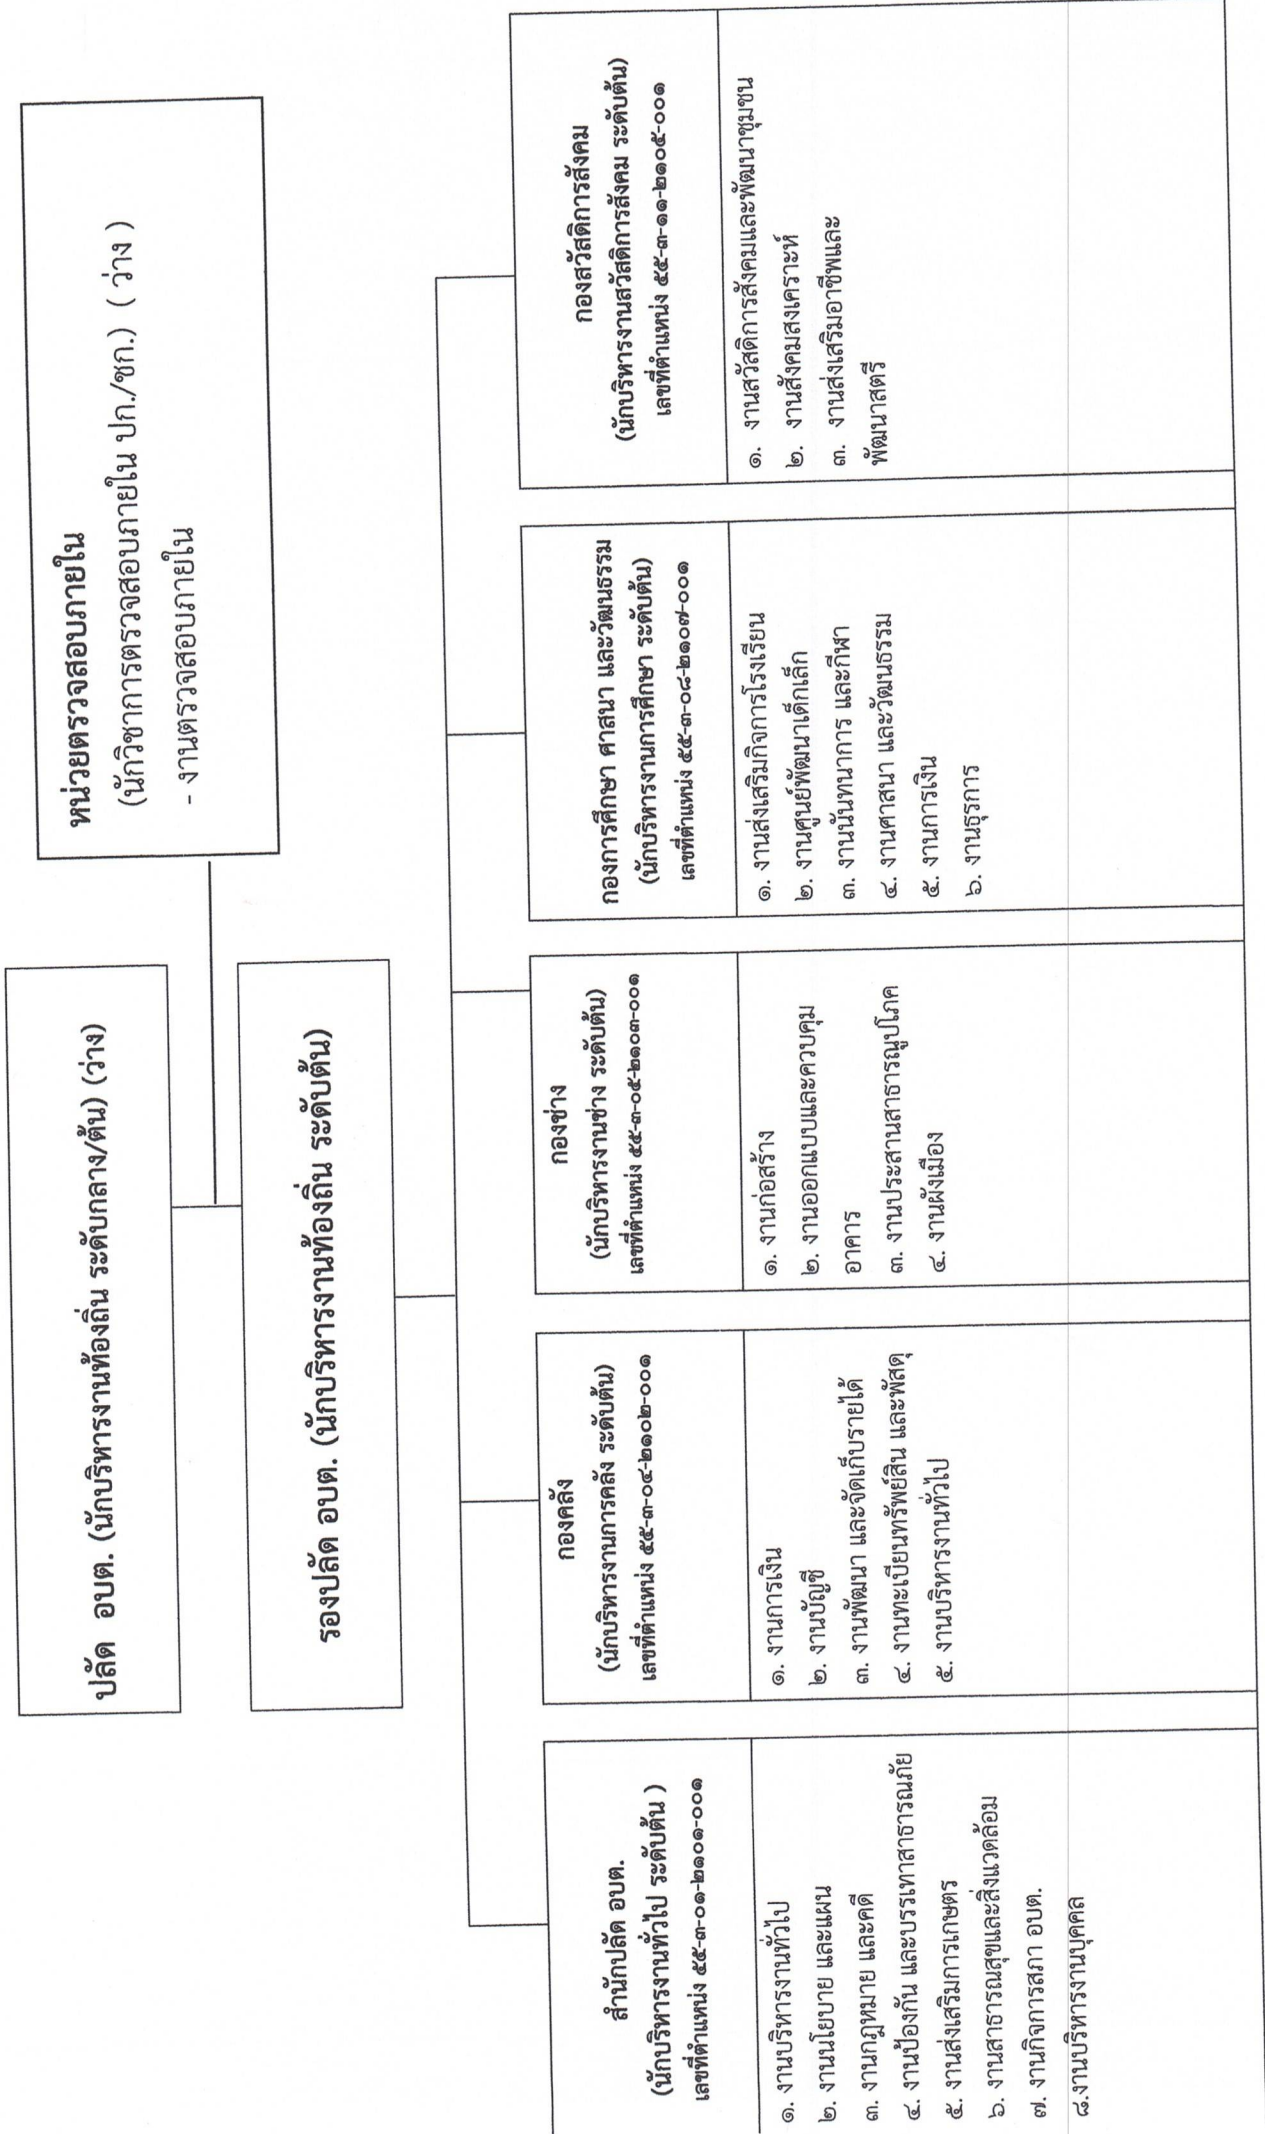 ปลัด อบต. (นักบริหารงานท้องถิ่น ระดับกลาง/ต้น) (ว่าง)
หน่วยตรวจสอบภายใน
(นักวิชาการตรวจสอบภายใน ปก./ชก.) ( ว่าง )
- งานตรวจสอบภายใน
รองปลัด อบต. (นักบริหารงานท้องถิ่น ระดับต้น)
สำนักปลัด อบต.
(นักบริหารงานทั่วไป ระดับต้น )
เลขที่ตำแหน่ง ๕๕-๓-๐๑-๒๑๐๑-๐๐๑
๑. งานบริหารงานทั่วไป
๒. งานนโยบาย และแผน
๓. งานกฎหมาย และคดี
๔. งานป้องกัน และบรรเทาสาธารณภัย
๕. งานส่งเสริมการเกษตร
๖. งานสาธารณสุขและสิ่งแวดล้อม
๗. งานกิจการสภา อบต.
๘.งานบริหารงานบุคคล
กองคลัง
(นักบริหารงานการคลัง ระดับต้น)
เลขที่ตำแหน่ง ๕๕-๓-๐๔-๒๑๐๒-๐๐๑
๑. งานการเงิน
๒. งานบัญชี
๓. งานพัฒนา และจัดเก็บรายได้
๔. งานทะเบียนทรัพย์สิน และพัสดุ
๕. งานบริหารงานทั่วไป
กองช่าง
(นักบริหารงานช่าง ระดับต้น)
เลขที่ตำแหน่ง ๕๕-๓-๐๕-๒๑๐๓-๐๐๑
๑. งานก่อสร้าง
๒. งานออกแบบและควบคุม
อาคาร
๓. งานประสานสาธารณูปโภค
๔. งานผังเมือง
กองการศึกษา ศาสนา และวัฒนธรรม
(นักบริหารงานการศึกษา ระดับต้น)
เลขที่ตำแหน่ง ๕๕-๓-๐๘-๒๑๐๗-๐๐๑
๑. งานส่งเสริมกิจการโรงเรียน
๒. งานศูนย์พัฒนาเด็กเล็ก
๓. งานนันทนาการ และกีฬา
๔. งานศาสนา และวัฒนธรรม
๕. งานการเงิน
๖. งานธุรการ
กองสวัสดิการสังคม
(นักบริหารงานสวัสดิการสังคม ระดับต้น)
เลขที่ตำแหน่ง ๕๕-๓-๑๑-๒๑๐๕-๐๐๑
๑. งานสวัสดิการสังคมและพัฒนาชุมชน
๒. งานสังคมสงเคราะห์
๓. งานส่งเสริมอาชีพและ
พัฒนาสตรี